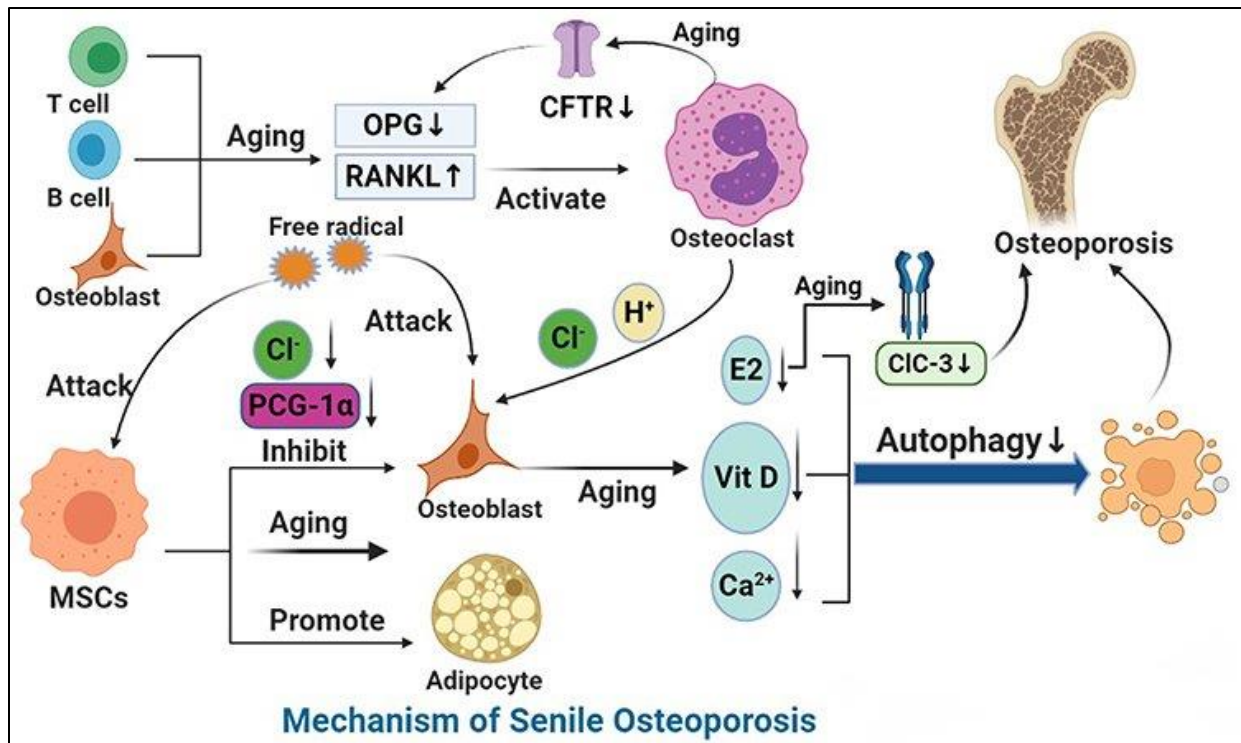 T cell
B cell
Osteoblast
Aging
OPG↓
RANKL↑
Activate
CFTR↓
Aging
Osteoclast
Free radical
Attack
Attack
Cl⁻
PCG-1α
Inhibit
Cl⁻
H⁺
MSCs
Aging
Promote
Osteoblast
Adipocyte
Aging
E2
Vit D
Ca²⁺
Aging
ClC-3↓
Autophagy↓
Osteoporosis
Mechanism of Senile Osteoporosis